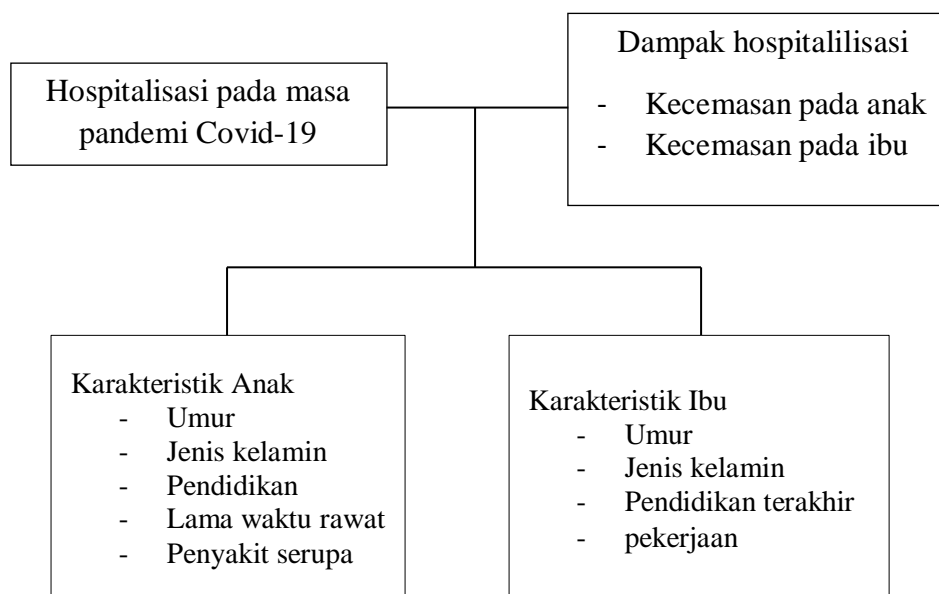 Hospitalisasi pada masa
pandemi Covid-19
Dampak hospitalilisasi
- Kecemasan pada anak
- Kecemasan pada ibu
Karakteristik Anak
- Umur
- Jenis kelamin
- Pendidikan
- Lama waktu rawat
- Penyakit serupa
Karakteristik Ibu
- Umur
- Jenis kelamin
- Pendidikan terakhir
- pekerjaan